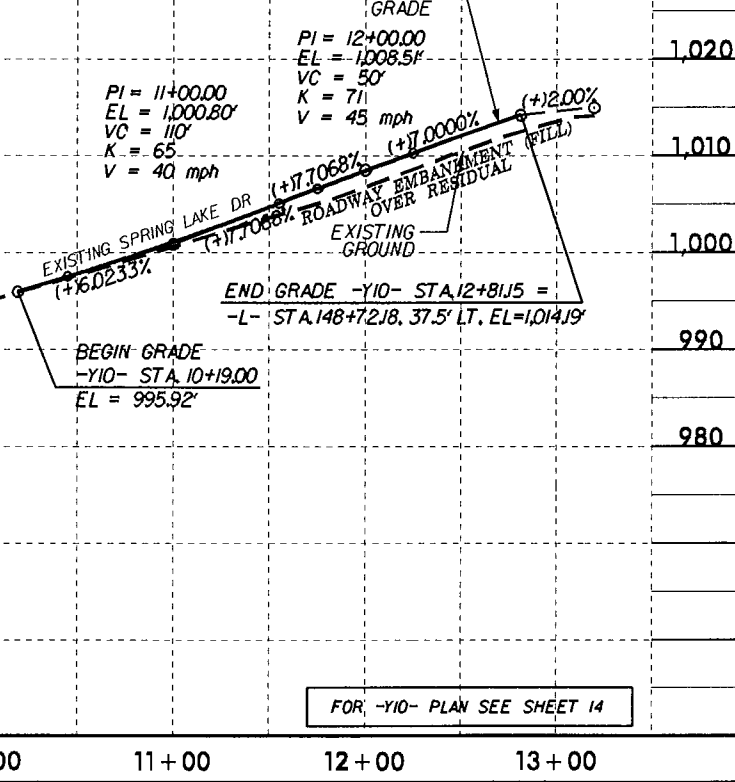 GRADE
PI = 12+00.00
EL = 1,008.51'
VC = 50'
K = 71
V = 45 mph
PI = 11+00.00
EL = 1,000.80'
VC = 110'
K = 65
V = 40 mph
1,020
(+)2.00%
(+)7.0000%
1,010
(+)7.7068%
ROADWAY EMBANKMENT (FILL)
OVER RESIDUAL
EXISTING SPRING LAKE DR
(+)7.7068%
EXISTING
GROUND
1,000
(+)6.0233%
END GRADE -Y10- STA.12+81.15 =
-L- STA.148+72.18, 37.5' LT, EL=1,014.19'
990
BEGIN GRADE
-Y10- STA. 10+19.00
EL = 995.92'
980
FOR -Y10- PLAN SEE SHEET 14
00
11+00
12+00
13+00